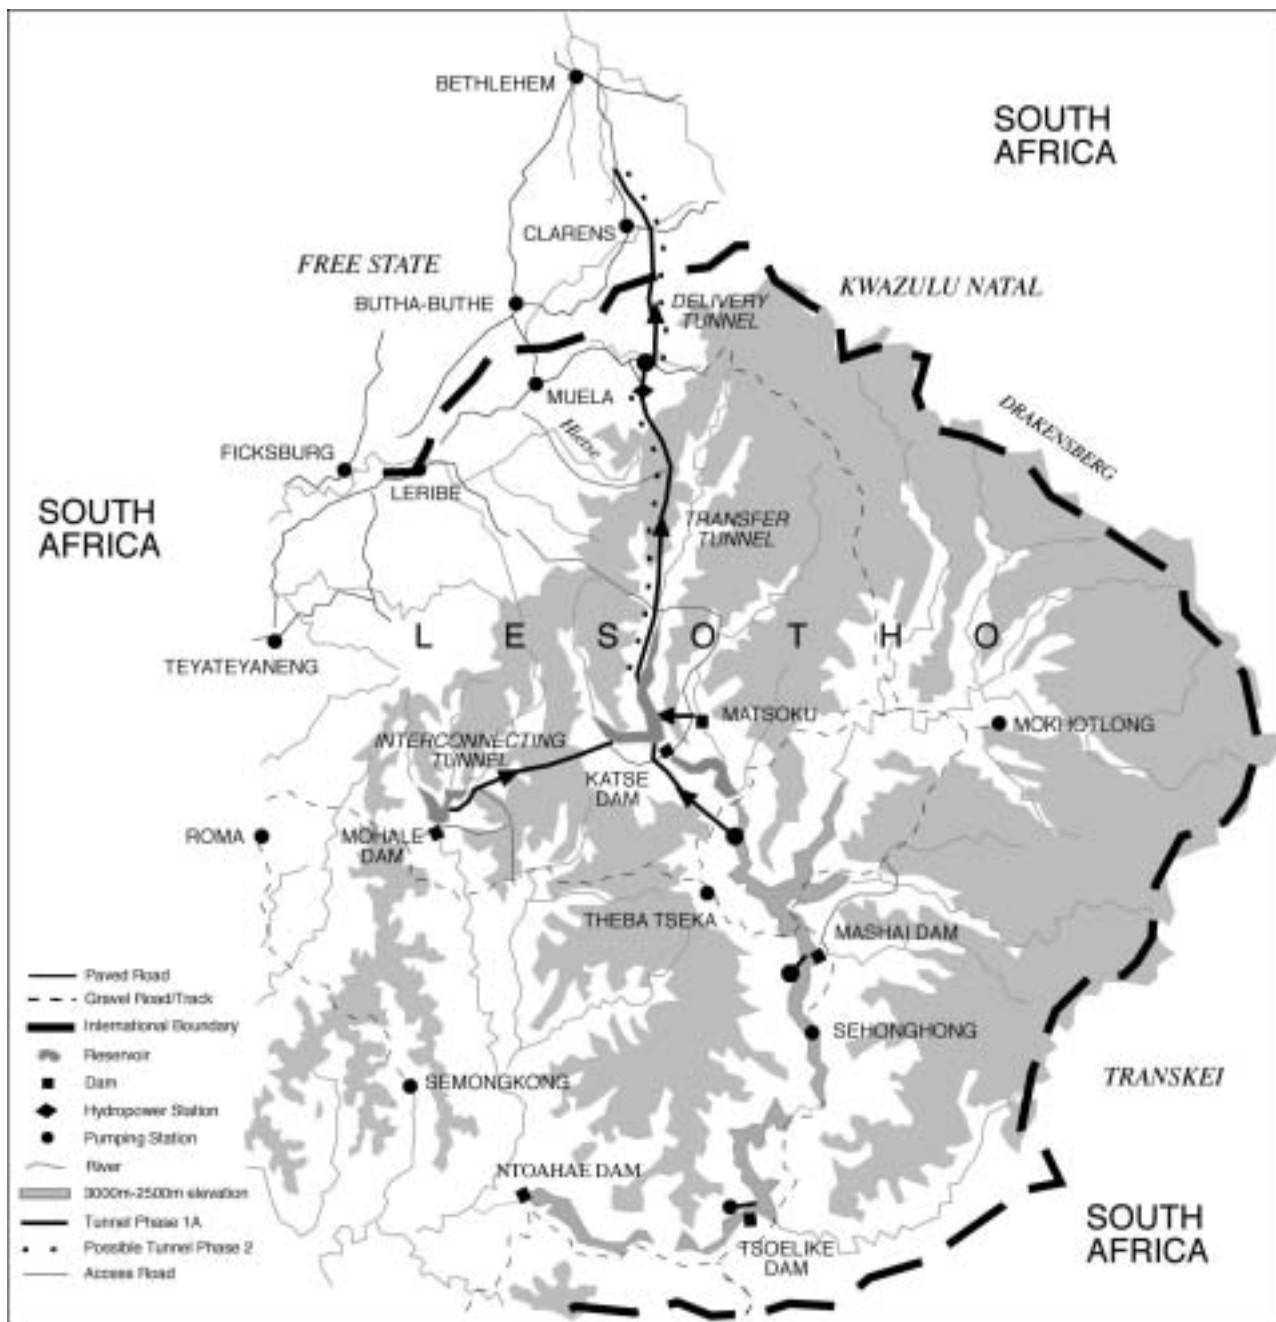 BETHLEHEM
SOUTH
AFRICA
CLARENS
FREE STATE
KWAZULU NATAL
BUTHA-BUTHE
DELIVERY
TUNNEL
MUELA
DRAKENSBERG
FICKSBURG
LERIBE
SOUTH
AFRICA
TRANSFER
TUNNEL
LESOTHO
TEYATEYANENG
MATSOKU
MOKHOTLONG
INTERCONNECTING
TUNNEL
KATSE
DAM
ROMA
MOHALE
DAM
THEBA TSEKA
MASHAI DAM
SEHONGHONG
SEMONGKONG
TRANSKEI
NTOAHAE DAM
TSOELIKE
DAM
SOUTH
AFRICA
Paved Road
Gravel Road/Track
International Boundary
Reservoir
Dam
Hydropower Station
Pumping Station
River
3000m-2500m elevation
Tunnel Phase 1A
Possible Tunnel Phase 2
Access Road